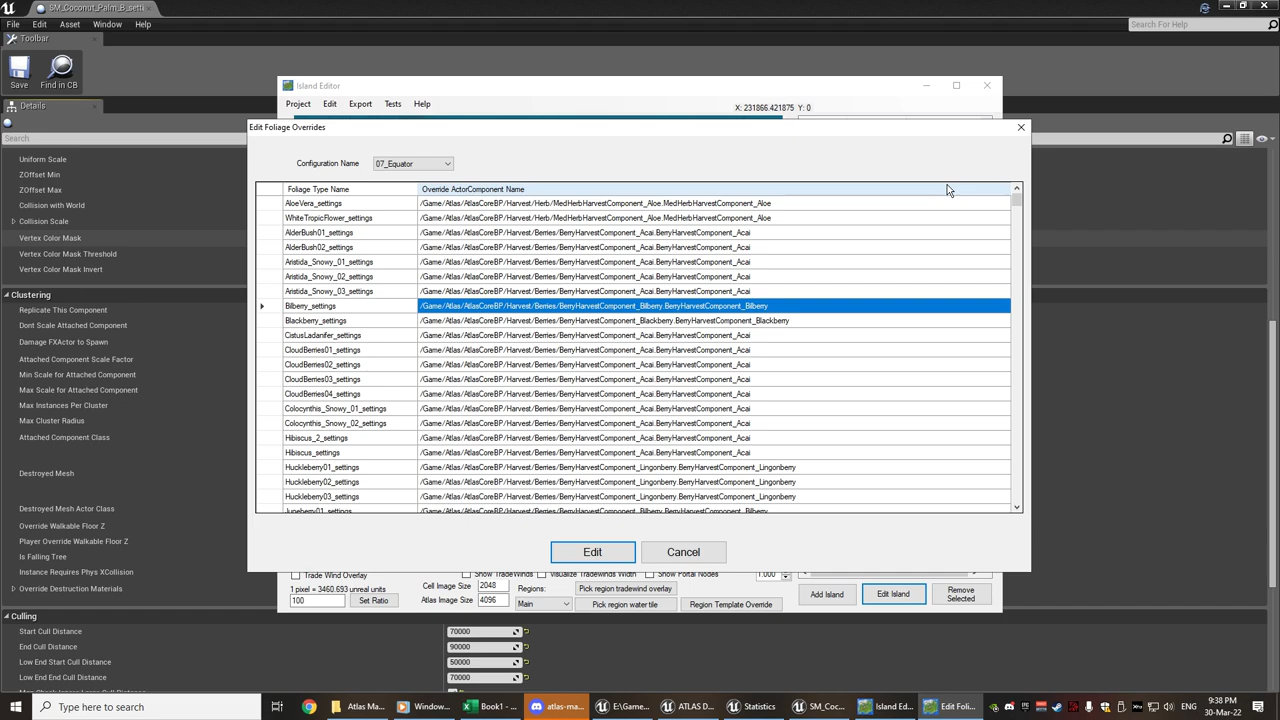 SM_Coconut_Palm_B_setti
File Edit Asset Window Help
Search For Help
Toolbar
Save
Find in CB
Details
Search
Uniform Scale
ZOffset Min
ZOffset Max
Collision with World
Collision Scale
Vertex Color Mask
Vertex Color Mask Threshold
Vertex Color Mask Invert
Clustering
Replicate This Component
Dont Scale Attached Component
Damage FXActor to Spawn
Attached Component Scale Factor
Min Scale for Attached Component
Max Scale for Attached Component
Max Instances Per Cluster
Max Cluster Radius
Attached Component Class
Destroyed Mesh
Destroyed Mesh Actor Class
Override Walkable Floor Z
Player Override Walkable Floor Z
Is Falling Tree
Instance Requires Phys XCollision
Override Destruction Materials
Culling
Start Cull Distance 70000
End Cull Distance 90000
Low End Start Cull Distance 50000
Low End End Cull Distance 70000
Island Editor
Project Edit Export Tests Help
X: 231866.421875 Y: 0
Edit Foliage Overrides
Configuration Name 07_Equator
Foliage Type Name Override ActorComponent Name
AloeVera_settings /Game/Atlas/AtlasCoreBP/Harvest/Herb/MedHerbHarvestComponent_Aloe.MedHerbHarvestComponent_Aloe
WhiteTropicFlower_settings /Game/Atlas/AtlasCoreBP/Harvest/Herb/MedHerbHarvestComponent_Aloe.MedHerbHarvestComponent_Aloe
AlderBush01_settings /Game/Atlas/AtlasCoreBP/Harvest/Berries/BerryHarvestComponent_Acai.BerryHarvestComponent_Acai
AlderBush02_settings /Game/Atlas/AtlasCoreBP/Harvest/Berries/BerryHarvestComponent_Acai.BerryHarvestComponent_Acai
Aristida_Snowy_01_settings /Game/Atlas/AtlasCoreBP/Harvest/Berries/BerryHarvestComponent_Acai.BerryHarvestComponent_Acai
Aristida_Snowy_02_settings /Game/Atlas/AtlasCoreBP/Harvest/Berries/BerryHarvestComponent_Acai.BerryHarvestComponent_Acai
Aristida_Snowy_03_settings /Game/Atlas/AtlasCoreBP/Harvest/Berries/BerryHarvestComponent_Acai.BerryHarvestComponent_Acai
Bilberry_settings /Game/Atlas/AtlasCoreBP/Harvest/Berries/BerryHarvestComponent_Bilberry.BerryHarvestComponent_Bilberry
Blackberry_settings /Game/Atlas/AtlasCoreBP/Harvest/Berries/BerryHarvestComponent_Blackberry.BerryHarvestComponent_Blackberry
CistusLadanifer_settings /Game/Atlas/AtlasCoreBP/Harvest/Berries/BerryHarvestComponent_Acai.BerryHarvestComponent_Acai
CloudBerries01_settings /Game/Atlas/AtlasCoreBP/Harvest/Berries/BerryHarvestComponent_Acai.BerryHarvestComponent_Acai
CloudBerries02_settings /Game/Atlas/AtlasCoreBP/Harvest/Berries/BerryHarvestComponent_Acai.BerryHarvestComponent_Acai
CloudBerries03_settings /Game/Atlas/AtlasCoreBP/Harvest/Berries/BerryHarvestComponent_Acai.BerryHarvestComponent_Acai
CloudBerries04_settings /Game/Atlas/AtlasCoreBP/Harvest/Berries/BerryHarvestComponent_Acai.BerryHarvestComponent_Acai
Colocynthis_Snowy_01_settings /Game/Atlas/AtlasCoreBP/Harvest/Berries/BerryHarvestComponent_Acai.BerryHarvestComponent_Acai
Colocynthis_Snowy_02_settings /Game/Atlas/AtlasCoreBP/Harvest/Berries/BerryHarvestComponent_Acai.BerryHarvestComponent_Acai
Hibiscus_2_settings /Game/Atlas/AtlasCoreBP/Harvest/Berries/BerryHarvestComponent_Acai.BerryHarvestComponent_Acai
Hibiscus_settings /Game/Atlas/AtlasCoreBP/Harvest/Berries/BerryHarvestComponent_Acai.BerryHarvestComponent_Acai
Huckleberry01_settings /Game/Atlas/AtlasCoreBP/Harvest/Berries/BerryHarvestComponent_Lingonberry.BerryHarvestComponent_Lingonberry
Huckleberry02_settings /Game/Atlas/AtlasCoreBP/Harvest/Berries/BerryHarvestComponent_Lingonberry.BerryHarvestComponent_Lingonberry
Huckleberry03_settings /Game/Atlas/AtlasCoreBP/Harvest/Berries/BerryHarvestComponent_Lingonberry.BerryHarvestComponent_Lingonberry
Juneberry01_settings /Game/Atlas/AtlasCoreBP/Harvest/Berries/BerryHarvestComponent_Bilberry.BerryHarvestComponent_Bilberry
Edit Cancel
Trade Wind Overlay
Show TradeWinds Visualize Tradewinds Width Show Portal Nodes 1.000
1 pixel = 3460.693 unreal units
100 Set Ratio
Cell Image Size 2048
Atlas Image Size 4096
Regions:
Main
Pick region tradewind overlay
Pick region water tile
Region Template Override
Add Island
Edit Island
Remove Selected
Type here to search
Atlas Ma...
Window...
Book1 - ...
atlas-ma...
E:\Game...
ATLAS D...
Statistics
SM_Coc...
Island Ed...
Edit Foli...
9:38 PM
30-Mar-22